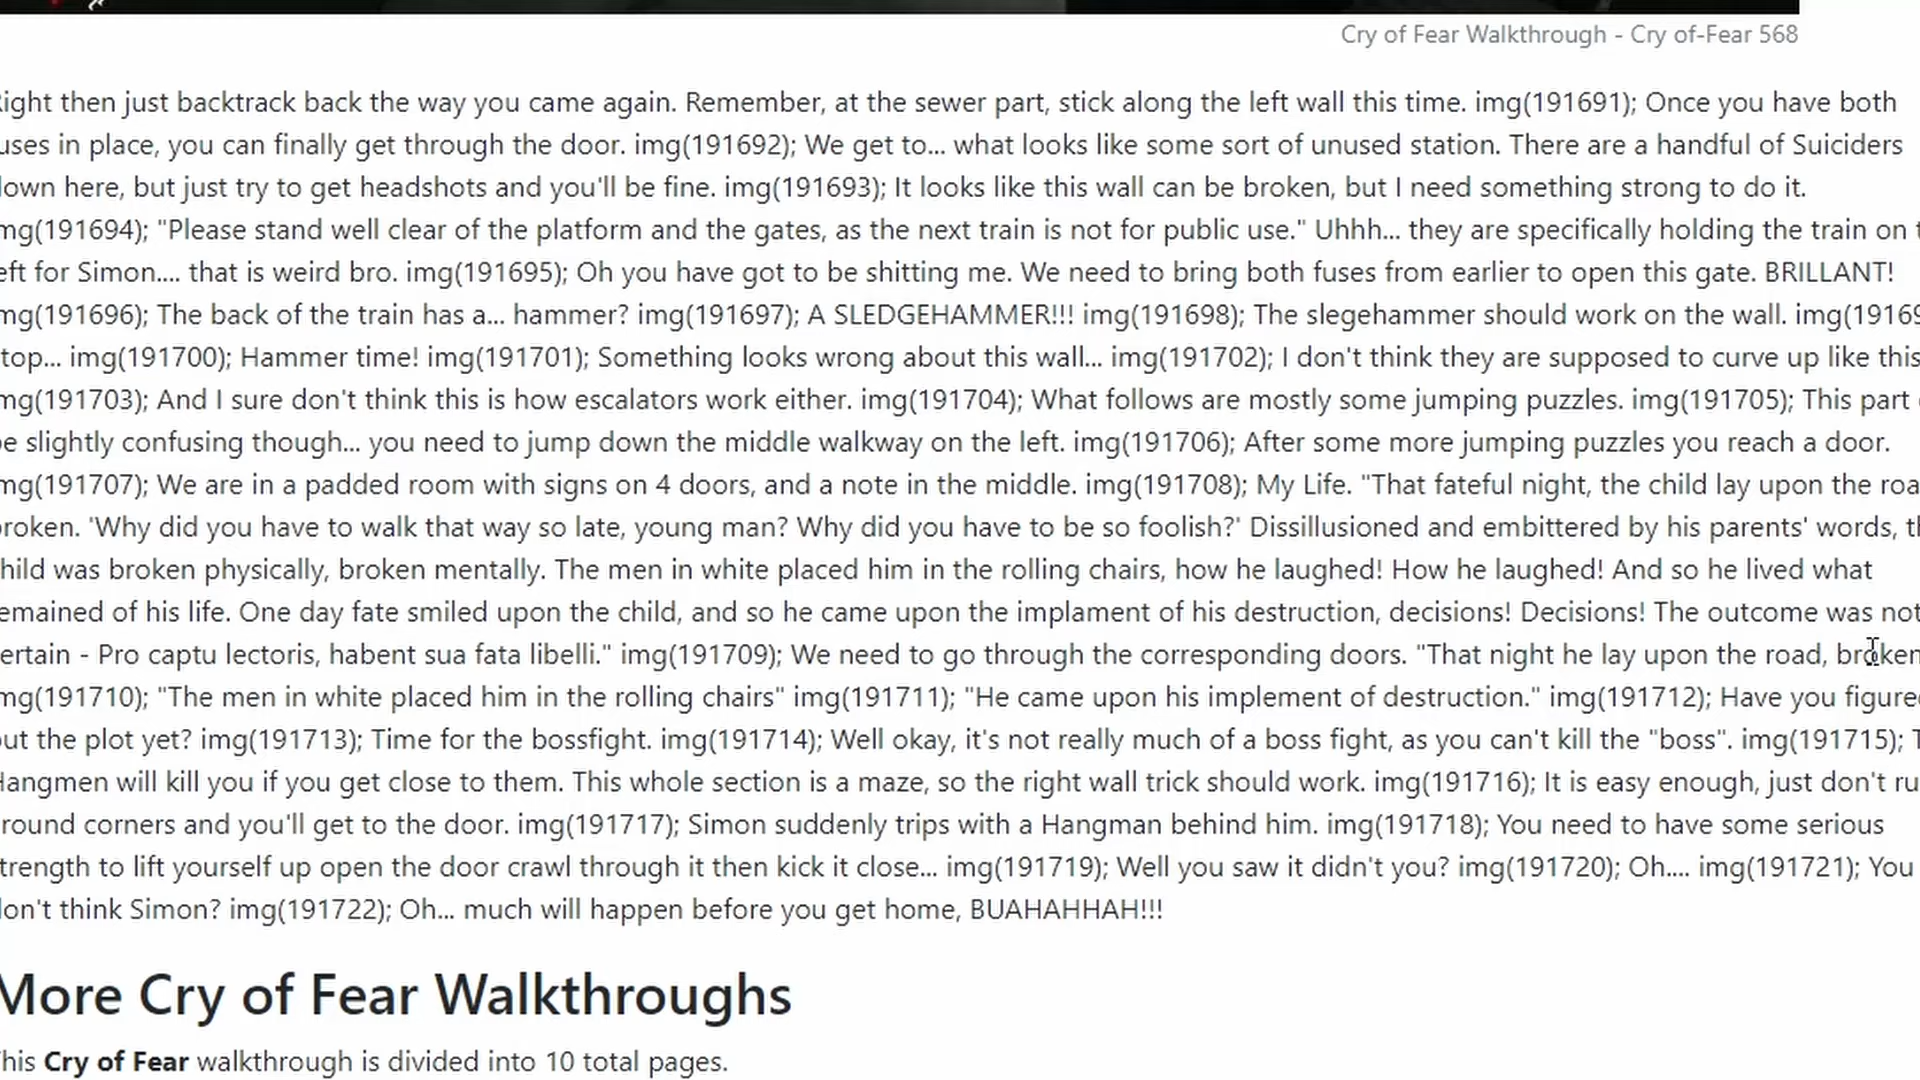 Cry of Fear Walkthrough - Cry of-Fear 568
ight then just backtrack back the way you came again. Remember, at the sewer part, stick along the left wall this time. img(191691); Once you have both
uses in place, you can finally get through the door. img(191692); We get to... what looks like some sort of unused station. There are a handful of Suiciders
own here, but just try to get headshots and you'll be fine. img(191693); It looks like this wall can be broken, but I need something strong to do it.
mg(191694); "Please stand well clear of the platform and the gates, as the next train is not for public use." Uhhh... they are specifically holding the train on t
eft for Simon.... that is weird bro. img(191695); Oh you have got to be shitting me. We need to bring both fuses from earlier to open this gate. BRILLANT!
mg(191696); The back of the train has a... hammer? img(191697); A SLEDGEHAMMER!!! img(191698); The slegehammer should work on the wall. img(19169
top... img(191700); Hammer time! img(191701); Something looks wrong about this wall... img(191702); I don't think they are supposed to curve up like this
mg(191703); And I sure don't think this is how escalators work either. img(191704); What follows are mostly some jumping puzzles. img(191705); This part
e slightly confusing though... you need to jump down the middle walkway on the left. img(191706); After some more jumping puzzles you reach a door.
mg(191707); We are in a padded room with signs on 4 doors, and a note in the middle. img(191708); My Life. "That fateful night, the child lay upon the roa
roken. 'Why did you have to walk that way so late, young man? Why did you have to be so foolish?' Dissillusioned and embittered by his parents' words, th
hild was broken physically, broken mentally. The men in white placed him in the rolling chairs, how he laughed! How he laughed! And so he lived what
emained of his life. One day fate smiled upon the child, and so he came upon the implament of his destruction, decisions! Decisions! The outcome was not
ertain - Pro captu lectoris, habent sua fata libelli." img(191709); We need to go through the corresponding doors. "That night he lay upon the road, broken
mg(191710); "The men in white placed him in the rolling chairs" img(191711); "He came upon his implement of destruction." img(191712); Have you figured
ut the plot yet? img(191713); Time for the bossfight. img(191714); Well okay, it's not really much of a boss fight, as you can't kill the "boss". img(191715); T
angmen will kill you if you get close to them. This whole section is a maze, so the right wall trick should work. img(191716); It is easy enough, just don't ru
round corners and you'll get to the door. img(191717); Simon suddenly trips with a Hangman behind him. img(191718); You need to have some serious
trength to lift yourself up open the door crawl through it then kick it close... img(191719); Well you saw it didn't you? img(191720); Oh.... img(191721); You
on't think Simon? img(191722); Oh... much will happen before you get home, BUAHAHHAH!!!
More Cry of Fear Walkthroughs
his Cry of Fear walkthrough is divided into 10 total pages.